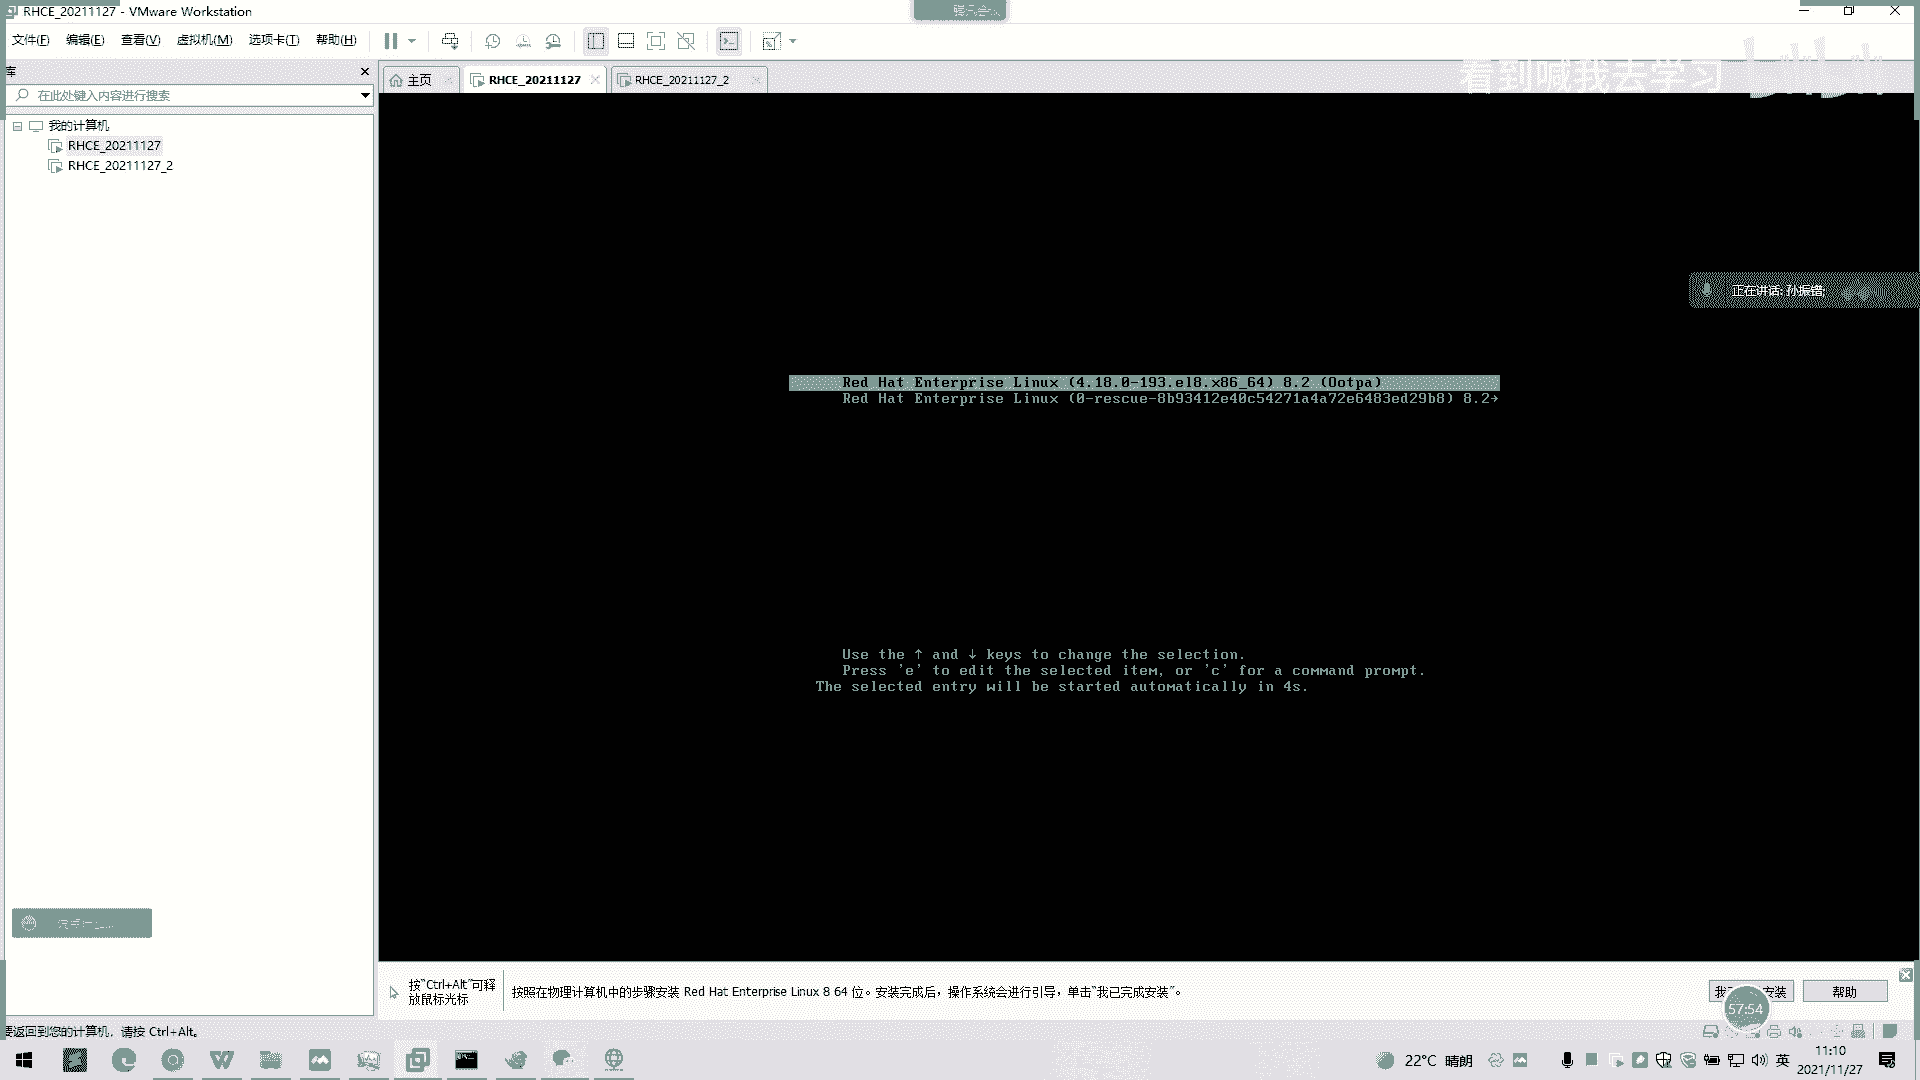 RHCE_20211127 - VMware Workstation
文件(F) 编辑(E) 查看(V) 虚拟机(M) 选项卡(T) 帮助(H)
库
主页 RHCE_20211127 RHCE_20211127_2
看到喊我去学习
在此处键入内容进行搜索
我的计算机
RHCE_20211127
RHCE_20211127_2
正在讲话: 孙振错;
Red Hat Enterprise Linux (4.18.0-193.el8.x86_64) 8.2 (Ootpa)
Red Hat Enterprise Linux (0-rescue-8b93412e40c54271a4a72e6483ed29b8) 8.2→
Use the ↑ and ↓ keys to change the selection.
Press 'e' to edit the selected item, or 'c' for a command prompt.
The selected entry will be started automatically in 4s.
按"Ctrl+Alt"可释
放鼠标光标
按照在物理计算机中的步骤安装 Red Hat Enterprise Linux 8 64 位。安装完成后，操作系统会进行引导，单击"我已完成安装"。
帮助
57:54
要返回到您的计算机，请按 Ctrl+Alt。
22°C 晴朗
英
11:10
2021/11/27